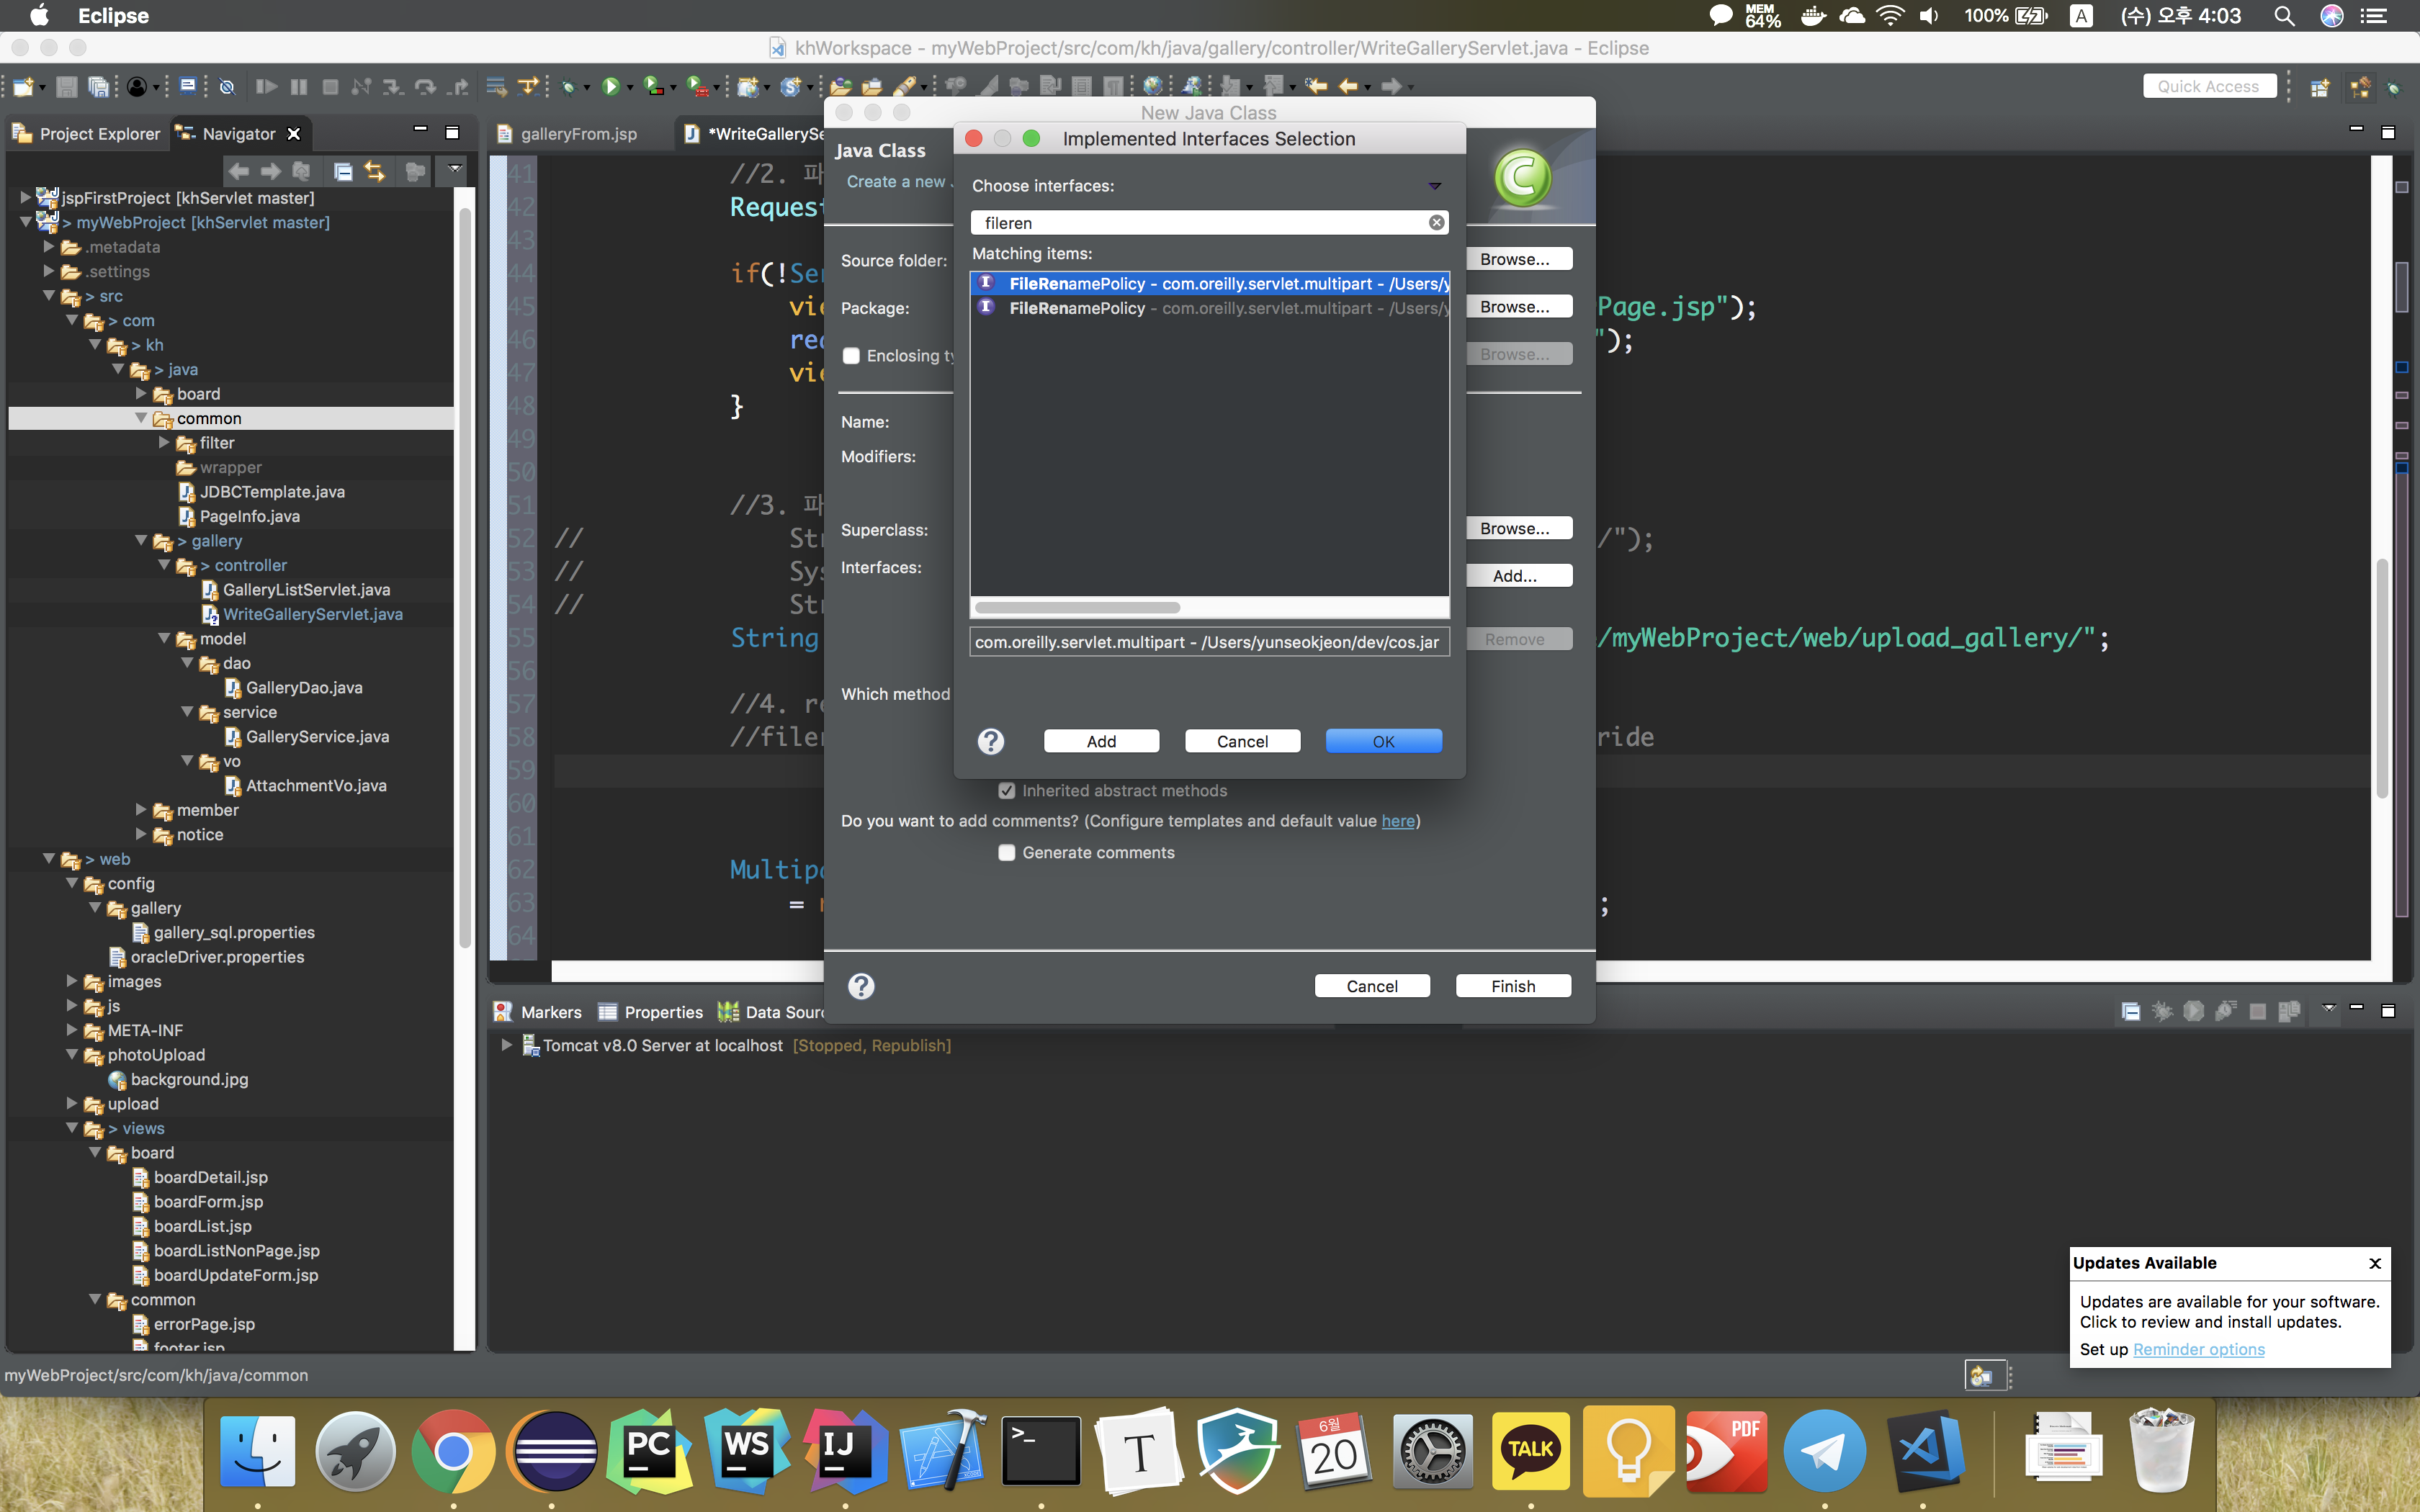 Eclipse
MEM
64%
100%
A
(수) 오후 4:03
khWorkspace - myWebProject/src/com/kh/java/gallery/controller/WriteGalleryServlet.java - Eclipse
Quick Access
Project Explorer
Navigator
jspFirstProject [khServlet master]
> myWebProject [khServlet master]
.metadata
.settings
> src
> com
> kh
> java
board
common
filter
wrapper
JDBCTemplate.java
PageInfo.java
> gallery
> controller
GalleryListServlet.java
WriteGalleryServlet.java
model
dao
GalleryDao.java
service
GalleryService.java
vo
AttachmentVo.java
member
notice
> web
config
gallery
gallery_sql.properties
oracleDriver.properties
images
js
META-INF
photoUpload
background.jpg
upload
> views
board
boardDetail.jsp
boardForm.jsp
boardList.jsp
boardListNonPage.jsp
boardUpdateForm.jsp
common
errorPage.jsp
footer.jsp
galleryFrom.jsp
*WriteGallerySe
41 //2. 파
42 Request
43
44 if(!Ser
45 vie Page.jsp");
46 rec ");
47 vie
48 }
49
50
51 //3. 파
52 // Str /");
53 // Sys
54 // Str
55 String /myWebProject/web/upload_gallery/";
56
57 //4. re
58 //filer ride
59
60
61
62 Multipa
63 = n ;
64
New Java Class
Java Class
Create a new J
Source folder:
Browse...
Package:
Browse...
Enclosing ty
Browse...
Name:
Modifiers:
Superclass:
Browse...
Interfaces:
Add...
Remove
Which method
Inherited abstract methods
Do you want to add comments? (Configure templates and default value here)
Generate comments
Cancel
Finish
Implemented Interfaces Selection
Choose interfaces:
fileren
Matching items:
FileRenamePolicy - com.oreilly.servlet.multipart - /Users/y
FileRenamePolicy - com.oreilly.servlet.multipart - /Users/y
com.oreilly.servlet.multipart - /Users/yunseokjeon/dev/cos.jar
Add
Cancel
OK
Markers
Properties
Data Sourc
Tomcat v8.0 Server at localhost [Stopped, Republish]
Updates Available
Updates are available for your software.
Click to review and install updates.
Set up Reminder options
myWebProject/src/com/kh/java/common
PC
WS
IJ
>_
T
6월
20
TALK
PDF